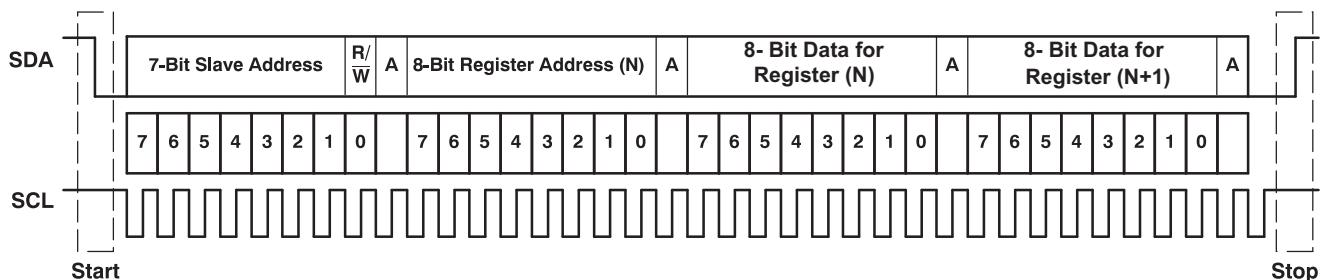 SDA
7-Bit Slave Address
R/
W
A
8-Bit Register Address (N)
A
8- Bit Data for
Register (N)
A
8- Bit Data for
Register (N+1)
A
7 6 5 4 3 2 1 0 7 6 5 4 3 2 1 0 7 6 5 4 3 2 1 0 7 6 5 4 3 2 1 0
SCL
Start
Stop